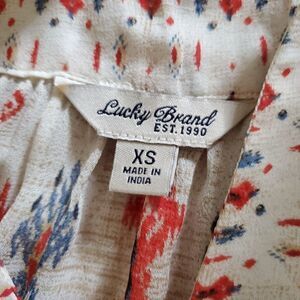 Lucky Brand
EST. 1990
XS
MADE IN
INDIA